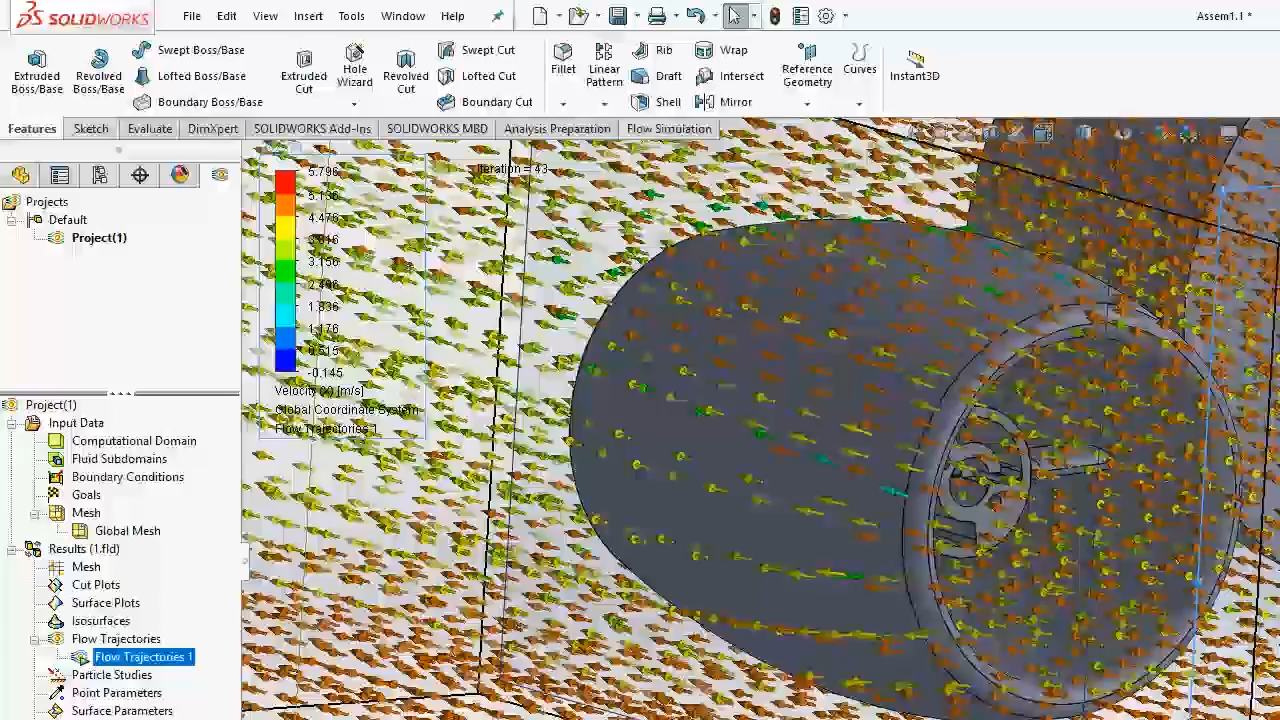 SOLIDWORKS
File Edit View Insert Tools Window Help
Assem1.1 *
Extruded Boss/Base
Revolved Boss/Base
Swept Boss/Base
Lofted Boss/Base
Boundary Boss/Base
Extruded Cut
Hole Wizard
Revolved Cut
Swept Cut
Lofted Cut
Boundary Cut
Fillet
Linear Pattern
Rib
Draft
Shell
Wrap
Intersect
Mirror
Reference Geometry
Curves
Instant3D
Features Sketch Evaluate DimXpert SOLIDWORKS Add-Ins SOLIDWORKS MBD Analysis Preparation Flow Simulation
Projects
Default
Project(1)
Project(1)
Input Data
Computational Domain
Fluid Subdomains
Boundary Conditions
Goals
Mesh
Global Mesh
Results (1.fld)
Mesh
Cut Plots
Surface Plots
Isosurfaces
Flow Trajectories
Flow Trajectories 1
Particle Studies
Point Parameters
Surface Parameters
Iteration = 43
5.796
5.136
4.476
3.816
3.156
2.496
1.836
1.176
0.515
-0.145
Velocity (X) [m/s]
Global Coordinate System
Flow Trajectories 1